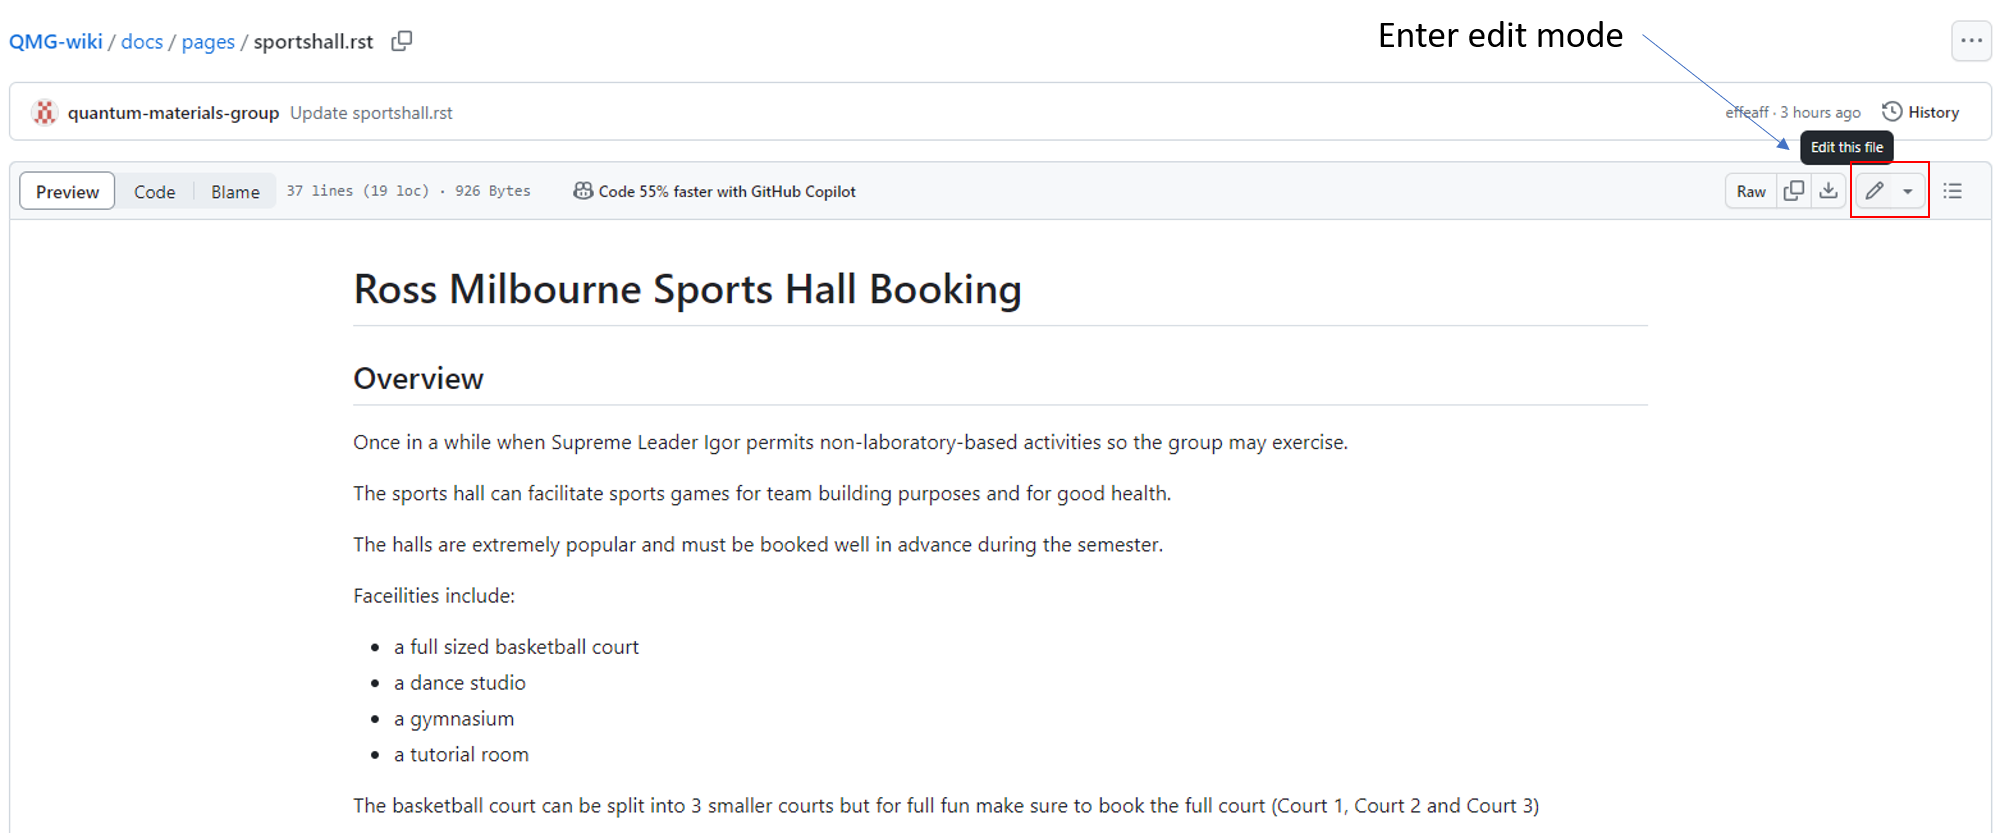 QMG-wiki / docs / pages / sportshall.rst
Enter edit mode
quantum-materials-group Update sportshall.rst
effeaff · 3 hours ago History
Edit this file
Preview Code Blame 37 lines (19 loc) · 926 Bytes Code 55% faster with GitHub Copilot Raw
Ross Milbourne Sports Hall Booking
Overview
Once in a while when Supreme Leader Igor permits non-laboratory-based activities so the group may exercise.
The sports hall can facilitate sports games for team building purposes and for good health.
The halls are extremely popular and must be booked well in advance during the semester.
Faceilities include:
• a full sized basketball court
• a dance studio
• a gymnasium
• a tutorial room
The basketball court can be split into 3 smaller courts but for full fun make sure to book the full court (Court 1, Court 2 and Court 3)